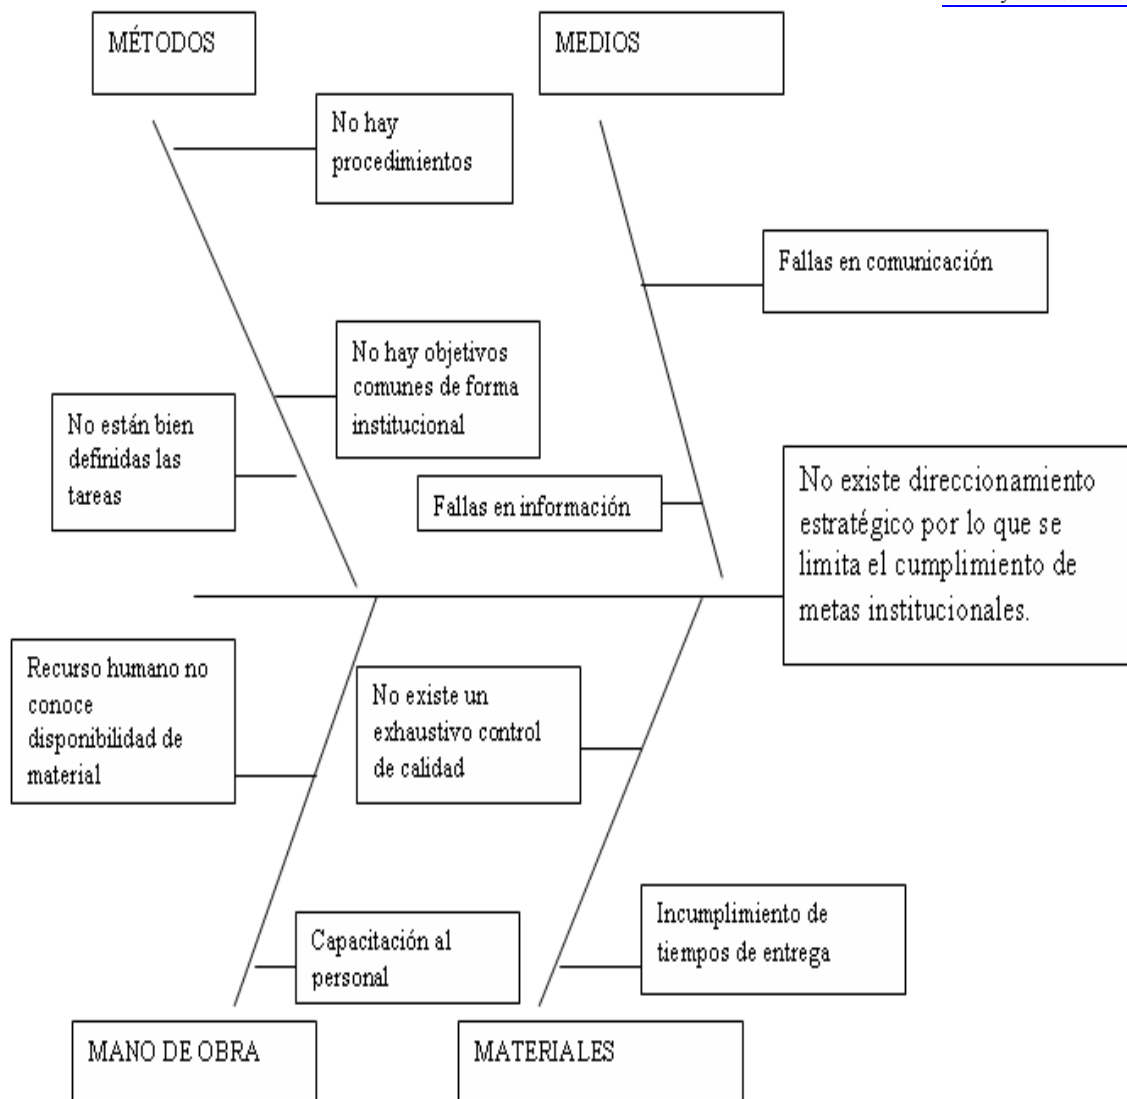 MÉTODOS
MEDIOS
No hay
procedimientos
Fallas en comunicación
No hay objetivos
comunes de forma
institucional
No están bien
definidas las
tareas
Fallas en información
No existe direccionamiento
estratégico por lo que se
limita el cumplimiento de
metas institucionales.
Recurso humano no
conoce
disponibilidad de
material
No existe un
exhaustivo control
de calidad
Capacitación al
personal
Incumplimiento de
tiempos de entrega
MANO DE OBRA
MATERIALES